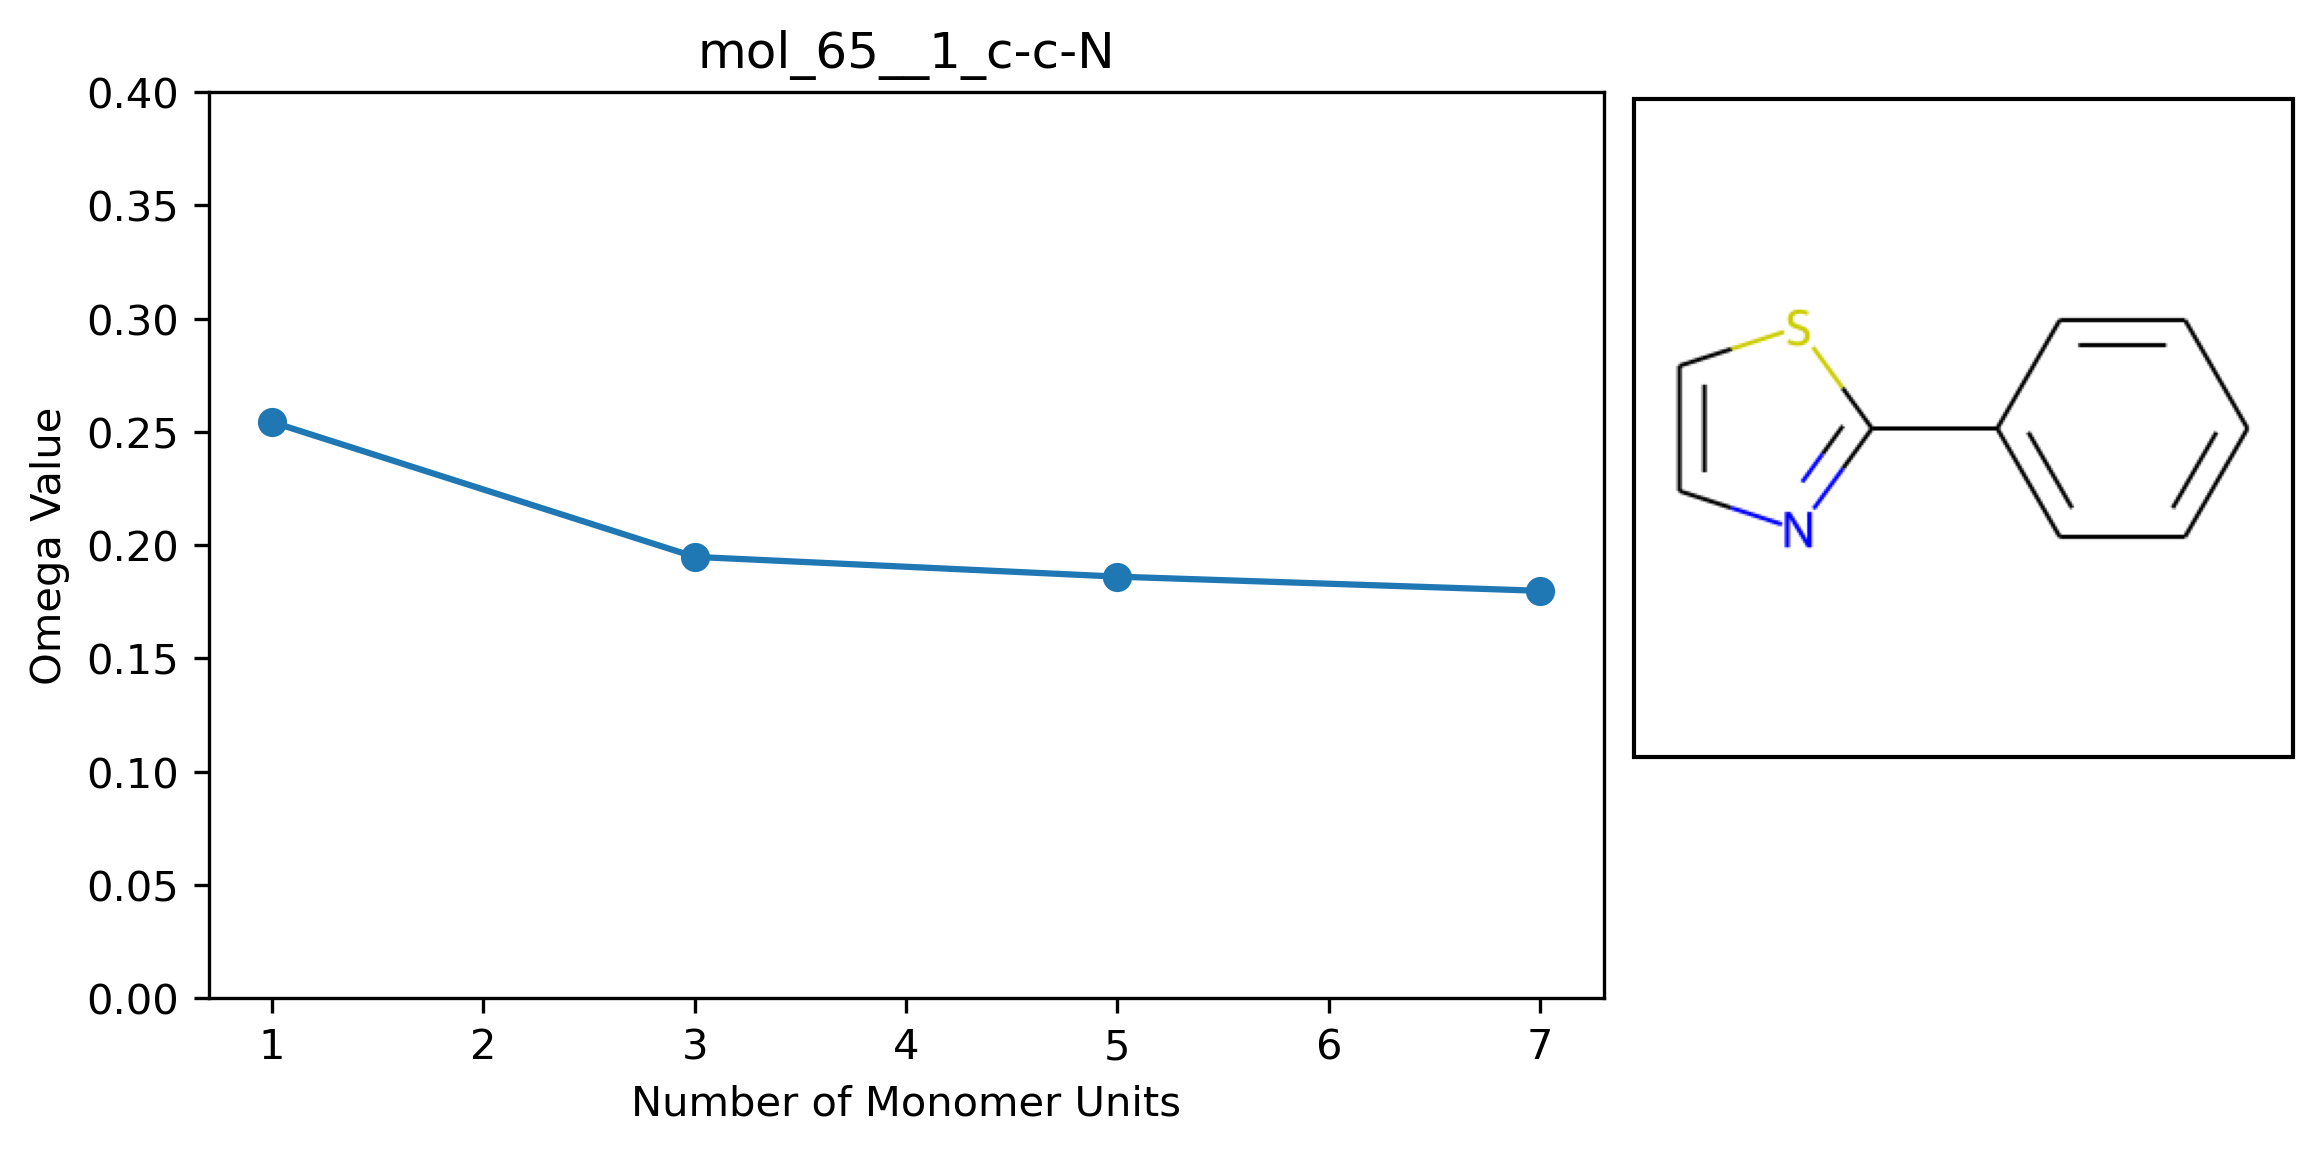 mol_65__1_c-c-N
0.40
0.35
0.30
0.25
0.20
0.15
0.10
0.05
0.00
Omega Value
1 2 3 4 5 6 7
Number of Monomer Units
S
N